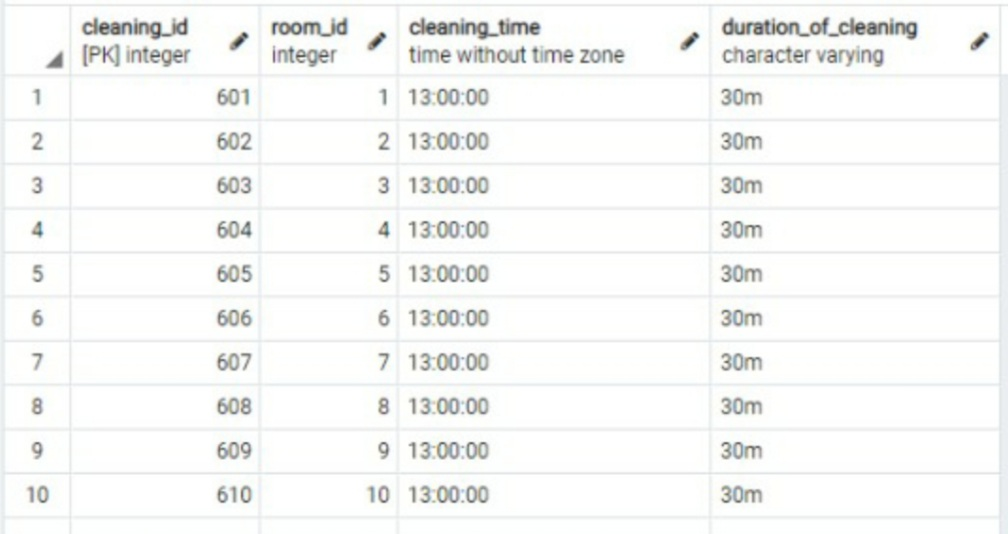 cleaning_id room_id cleaning_time duration_of_cleaning
[PK] integer integer time without time zone character varying
1 601 1 13:00:00 30m
2 602 2 13:00:00 30m
3 603 3 13:00:00 30m
4 604 4 13:00:00 30m
5 605 5 13:00:00 30m
6 606 6 13:00:00 30m
7 607 7 13:00:00 30m
8 608 8 13:00:00 30m
9 609 9 13:00:00 30m
10 610 10 13:00:00 30m